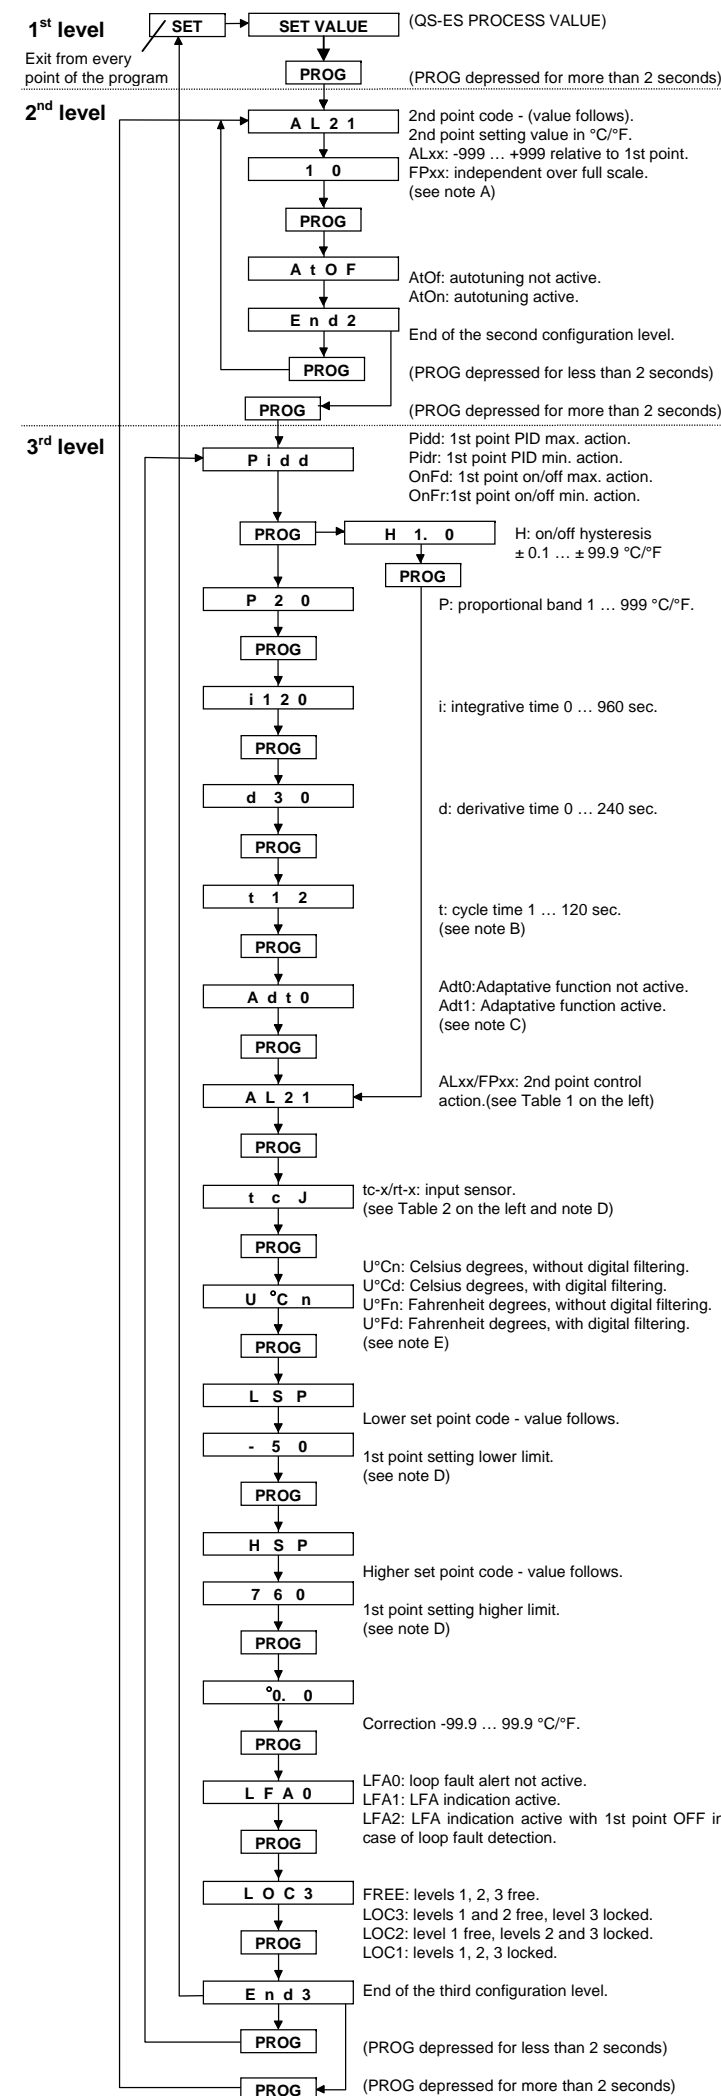 1st level
SET
SET VALUE
(QS-ES PROCESS VALUE)
Exit from every
point of the program
PROG
(PROG depressed for more than 2 seconds)
2nd level
A L 2 1
2nd point code - (value follows).
2nd point setting value in °C/°F.
ALxx: -999 … +999 relative to 1st point.
1 0
FPxx: independent over full scale.
(see note A)
PROG
A t O F
AtOf: autotuning not active.
AtOn: autotuning active.
E n d 2
End of the second configuration level.
PROG
(PROG depressed for less than 2 seconds)
PROG
(PROG depressed for more than 2 seconds)
3rd level
P i d d
Pidd: 1st point PID max. action.
Pidr: 1st point PID min. action.
OnFd: 1st point on/off max. action.
OnFr:1st point on/off min. action.
PROG
H 1. 0
H: on/off hysteresis
± 0.1 … ± 99.9 °C/°F
PROG
P 2 0
P: proportional band 1 … 999 °C/°F.
PROG
i 1 2 0
i: integrative time 0 … 960 sec.
PROG
d 3 0
d: derivative time 0 … 240 sec.
PROG
t 1 2
t: cycle time 1 … 120 sec.
(see note B)
PROG
A d t 0
Adt0:Adaptative function not active.
Adt1: Adaptative function active.
(see note C)
PROG
A L 2 1
ALxx/FPxx: 2nd point control
action.(see Table 1 on the left)
PROG
t c J
tc-x/rt-x: input sensor.
(see Table 2 on the left and note D)
PROG
U °C n
U°Cn: Celsius degrees, without digital filtering.
U°Cd: Celsius degrees, with digital filtering.
U°Fn: Fahrenheit degrees, without digital filtering.
U°Fd: Fahrenheit degrees, with digital filtering.
(see note E)
PROG
L S P
Lower set point code - value follows.
- 5 0
1st point setting lower limit.
(see note D)
PROG
H S P
Higher set point code - value follows.
7 6 0
1st point setting higher limit.
(see note D)
PROG
°0. 0
Correction -99.9 … 99.9 °C/°F.
PROG
L F A 0
LFA0: loop fault alert not active.
LFA1: LFA indication active.
LFA2: LFA indication active with 1st point OFF in
case of loop fault detection.
PROG
L O C 3
FREE: levels 1, 2, 3 free.
LOC3: levels 1 and 2 free, level 3 locked.
LOC2: level 1 free, levels 2 and 3 locked.
LOC1: levels 1, 2, 3 locked.
PROG
E n d 3
End of the third configuration level.
PROG
(PROG depressed for less than 2 seconds)
PROG
(PROG depressed for more than 2 seconds)